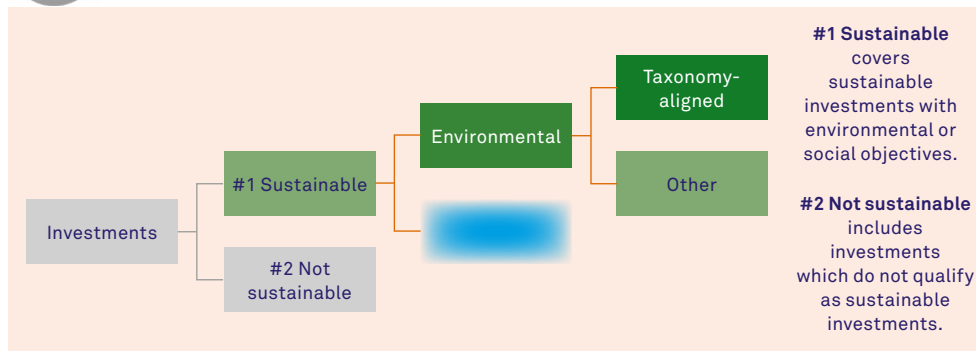 Taxonomy-
aligned
Environmental
#1 Sustainable
Other
Investments
#2 Not
sustainable
#1 Sustainable
covers
sustainable
investments with
environmental or
social objectives.
#2 Not sustainable
includes
investments
which do not qualify
as sustainable
investments.